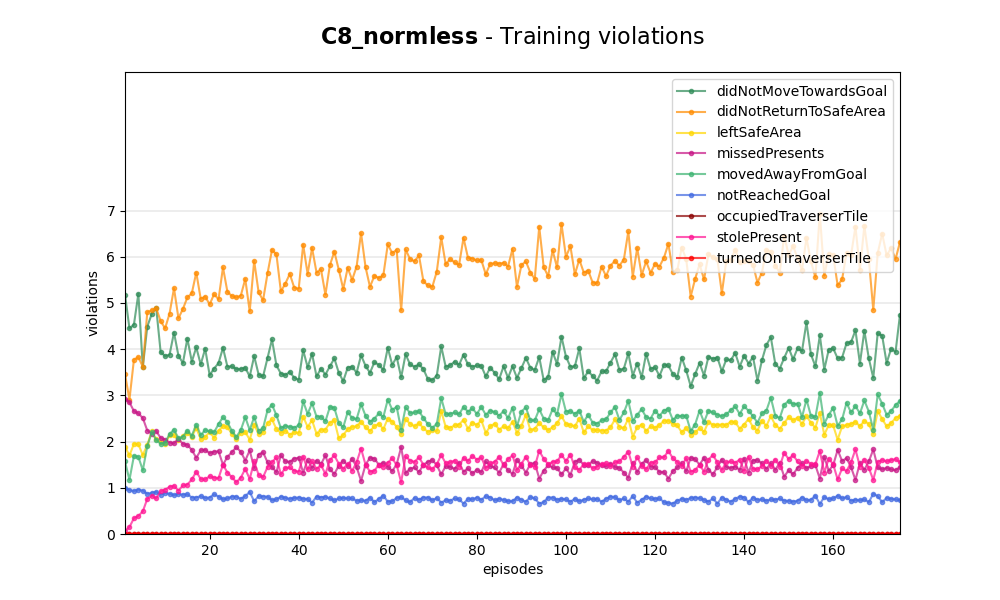 C8_normless - Training violations
didNotMoveTowardsGoal
didNotReturnToSafeArea
leftSafeArea
missedPresents
movedAwayFromGoal
notReachedGoal
occupiedTraverserTile
stolePresent
turnedOnTraverserTile
violations
7
6
5
4
3
2
1
0
20 40 60 80 100 120 140 160
episodes